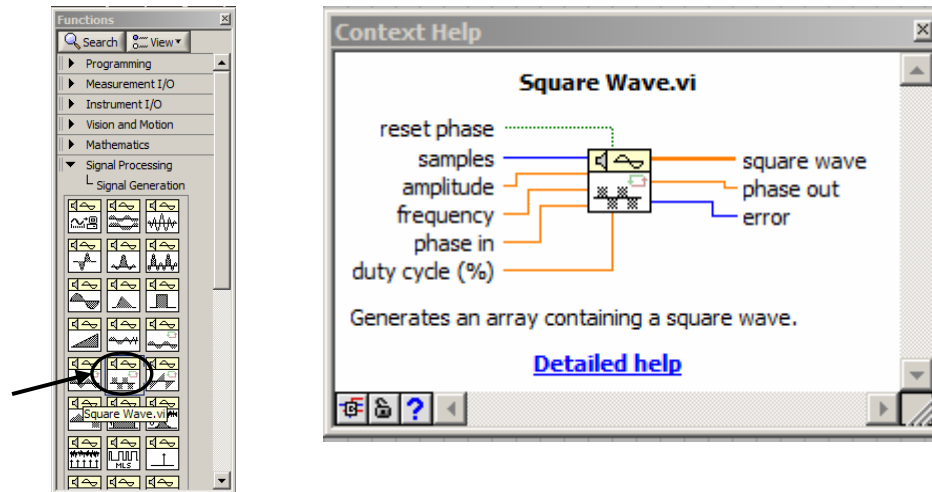 Functions
Search View
Programming
Measurement I/O
Instrument I/O
Vision and Motion
Mathematics
Signal Processing
Signal Generation
Square Wave.vi
MLS
Context Help
Square Wave.vi
reset phase
samples
amplitude
frequency
phase in
duty cycle (%)
square wave
phase out
error
Generates an array containing a square wave.
Detailed help
?